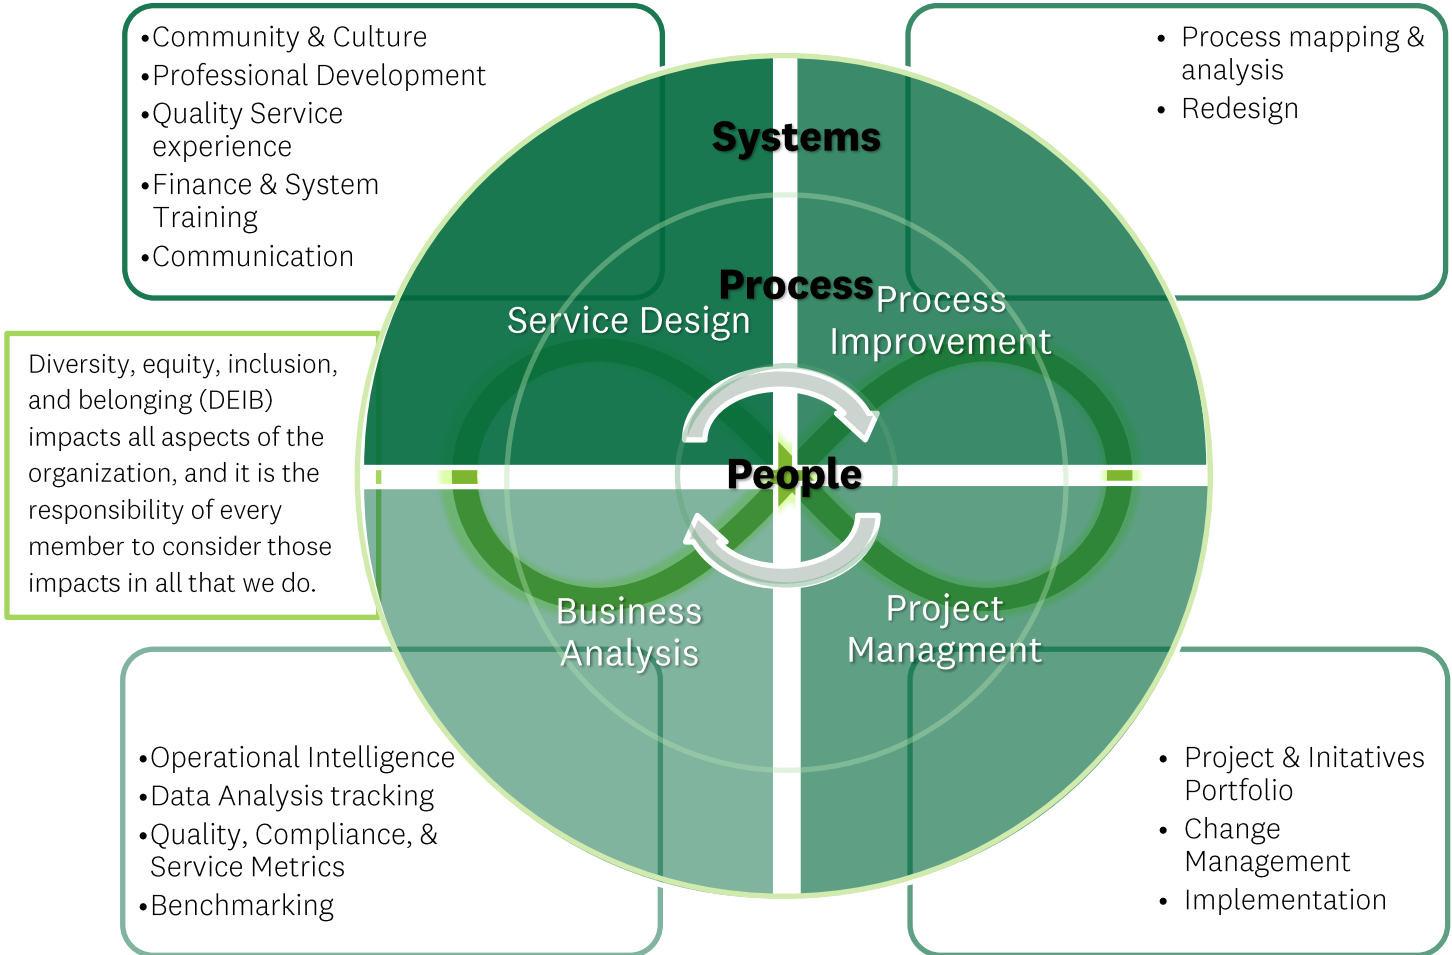 •Community & Culture
•Professional Development
•Quality Service
experience
•Finance & System
Training
•Communication
• Process mapping &
analysis
• Redesign
Systems
Process
Service Design
Process
Improvement
People
Diversity, equity, inclusion,
and belonging (DEIB)
impacts all aspects of the
organization, and it is the
responsibility of every
member to consider those
impacts in all that we do.
Business
Analysis
Project
Managment
•Operational Intelligence
•Data Analysis tracking
•Quality, Compliance, &
Service Metrics
•Benchmarking
• Project & Initatives
Portfolio
• Change
Management
• Implementation